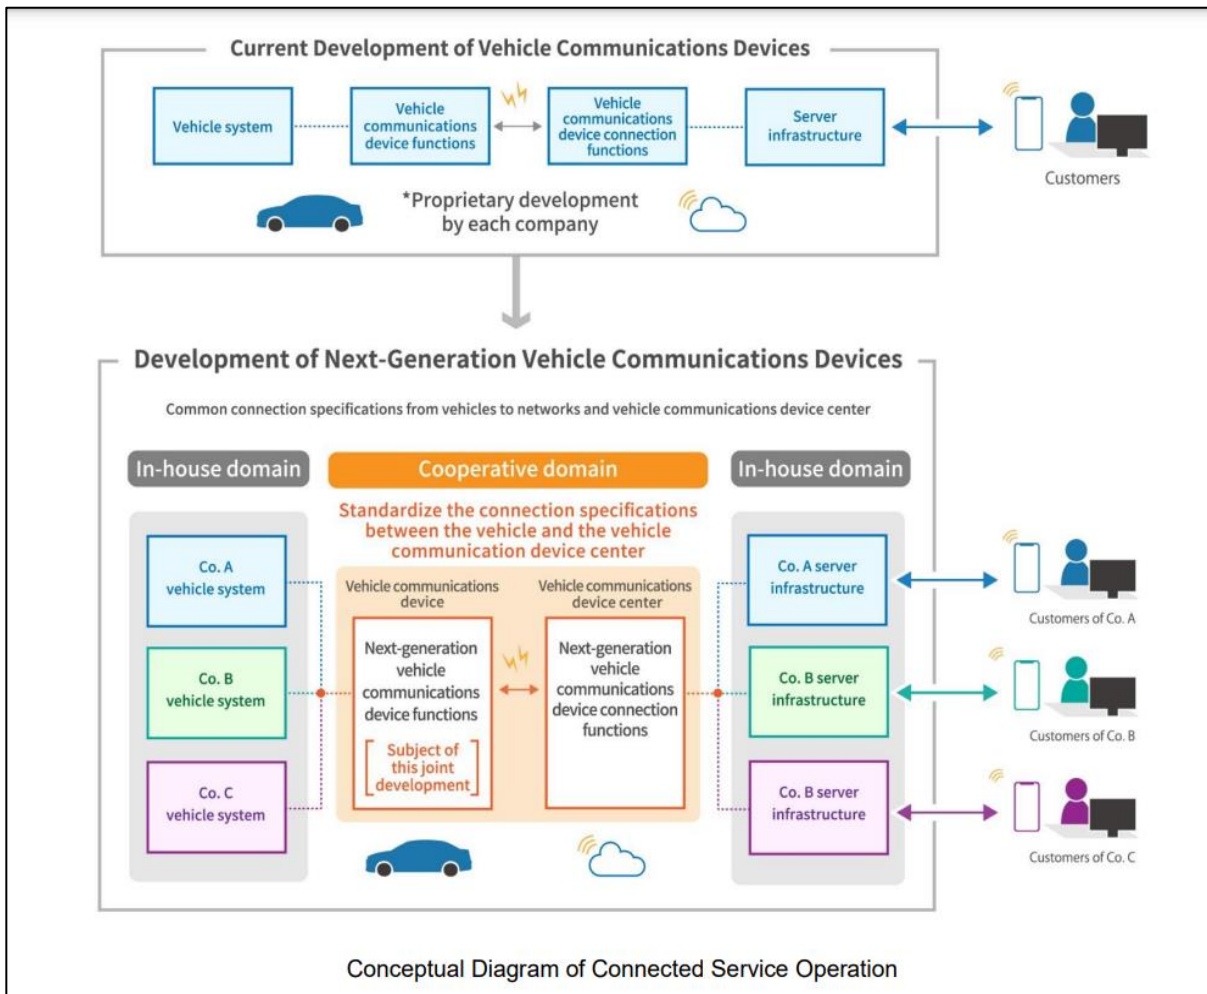 Current Development of Vehicle Communications Devices
Vehicle system
Vehicle
communications
device functions
Vehicle
communications
device connection
functions
Server
infrastructure
Customers
*Proprietary development
by each company
Development of Next-Generation Vehicle Communications Devices
Common connection specifications from vehicles to networks and vehicle communications device center
In-house domain
Cooperative domain
In-house domain
Standardize the connection specifications
between the vehicle and the vehicle
communication device center
Co. A
vehicle system
Co. B
vehicle system
Co. C
vehicle system
Vehicle communications
device
Next-generation
vehicle
communications
device functions
Subject of
this joint
development
Vehicle communications
device center
Next-generation
vehicle
communications
device connection
functions
Co. A server
infrastructure
Co. B server
infrastructure
Co. B server
infrastructure
Customers of Co. A
Customers of Co. B
Customers of Co. C
Conceptual Diagram of Connected Service Operation